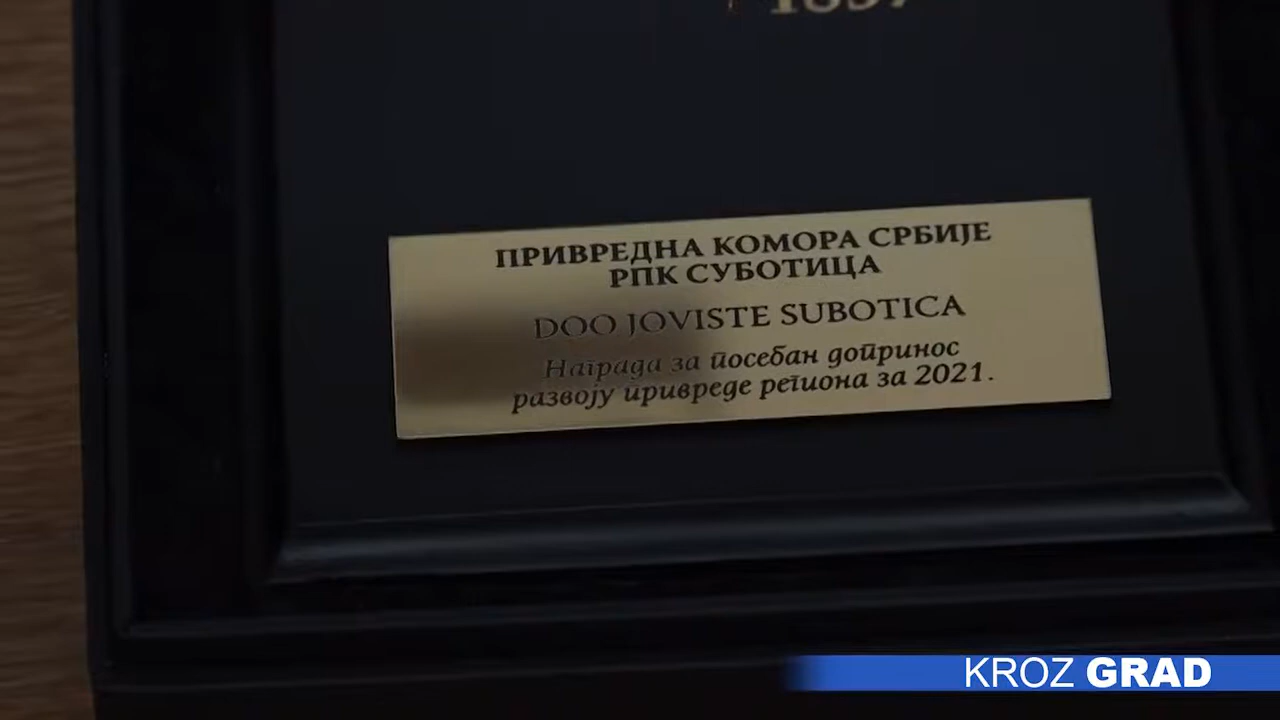 1857
ПРИВРЕДНА КОМОРА СРБИЈЕ
РПК СУБОТИЦА
DOO JOVISTE SUBOTICA
Награда за посебан допринос
развоју привреде региона за 2021.
KROZ GRAD